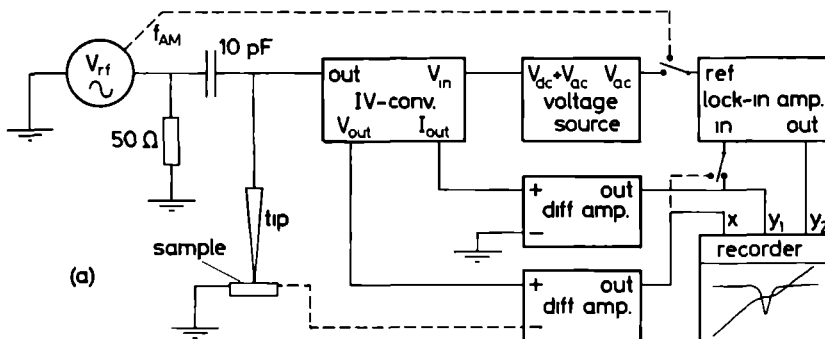 f_AM
V_rf
10 pF
50 Ω
out V_in
IV-conv.
V_out I_out
V_dc+V_ac V_ac
voltage
source
ref
lock-in amp.
in out
+ out
diff amp.
−
x y_1 y_2
recorder
tip
sample
(a)
+ out
diff amp.
−